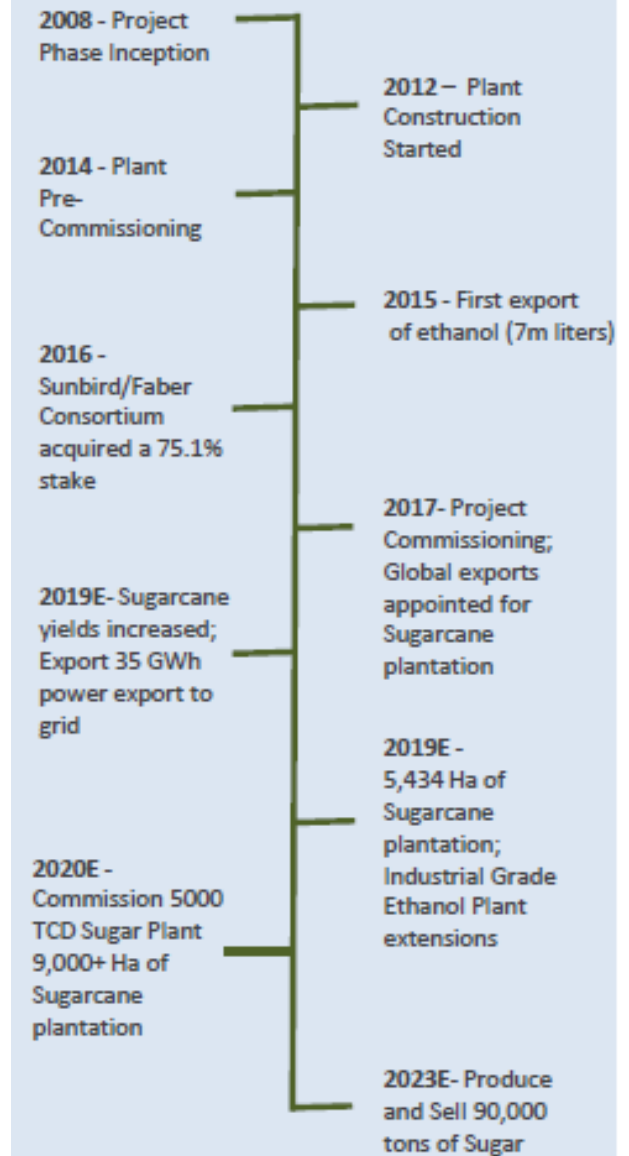 2008 - Project
Phase Inception
2012 – Plant
Construction
Started
2014 - Plant
Pre-
Commissioning
2015 - First export
of ethanol (7m liters)
2016 -
Sunbird/Faber
Consortium
acquired a 75.1%
stake
2017- Project
Commissioning;
Global exports
appointed for
Sugarcane
plantation
2019E- Sugarcane
yields increased;
Export 35 GWh
power export to
grid
2019E -
5,434 Ha of
Sugarcane
plantation;
Industrial Grade
Ethanol Plant
extensions
2020E -
Commission 5000
TCD Sugar Plant
9,000+ Ha of
Sugarcane
plantation
2023E- Produce
and Sell 90,000
tons of Sugar